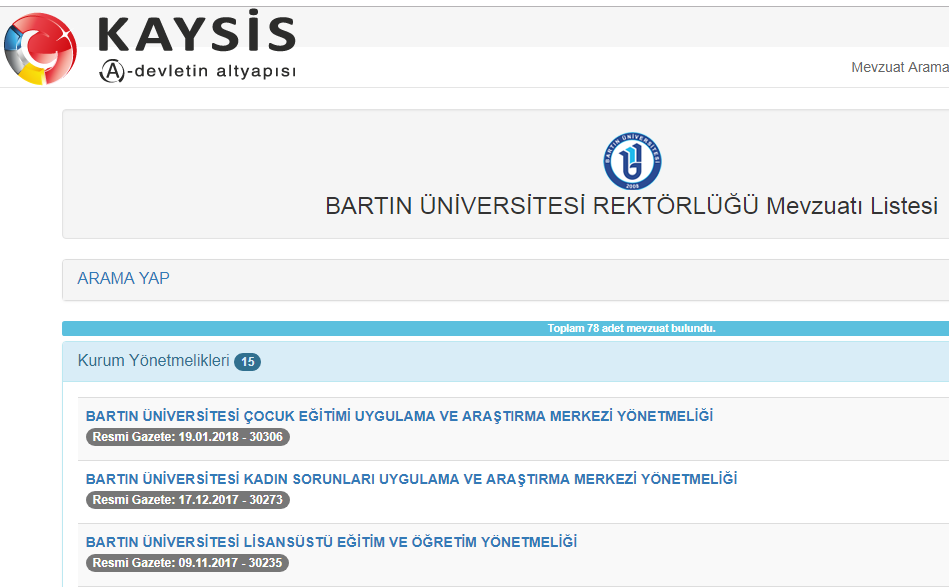 KAYSİS
A-devletin altyapısı
Mevzuat Arama
BARTIN ÜNİVERSİTESİ
2008
BARTIN ÜNİVERSİTESİ REKTÖRLÜĞÜ Mevzuatı Listesi
ARAMA YAP
Toplam 78 adet mevzuat bulundu.
Kurum Yönetmelikleri 15
BARTIN ÜNİVERSİTESİ ÇOCUK EĞİTİMİ UYGULAMA VE ARAŞTIRMA MERKEZİ YÖNETMELİĞİ
Resmi Gazete: 19.01.2018 - 30306
BARTIN ÜNİVERSİTESİ KADIN SORUNLARI UYGULAMA VE ARAŞTIRMA MERKEZİ YÖNETMELİĞİ
Resmi Gazete: 17.12.2017 - 30273
BARTIN ÜNİVERSİTESİ LİSANSÜSTÜ EĞİTİM VE ÖĞRETİM YÖNETMELİĞİ
Resmi Gazete: 09.11.2017 - 30235